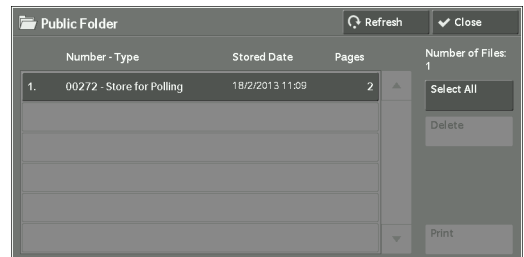 Public Folder
Refresh
Close
Number - Type
Stored Date
Pages
Number of Files:
1
1. 00272 - Store for Polling 18/2/2013 11:09 2
Select All
Delete
Print